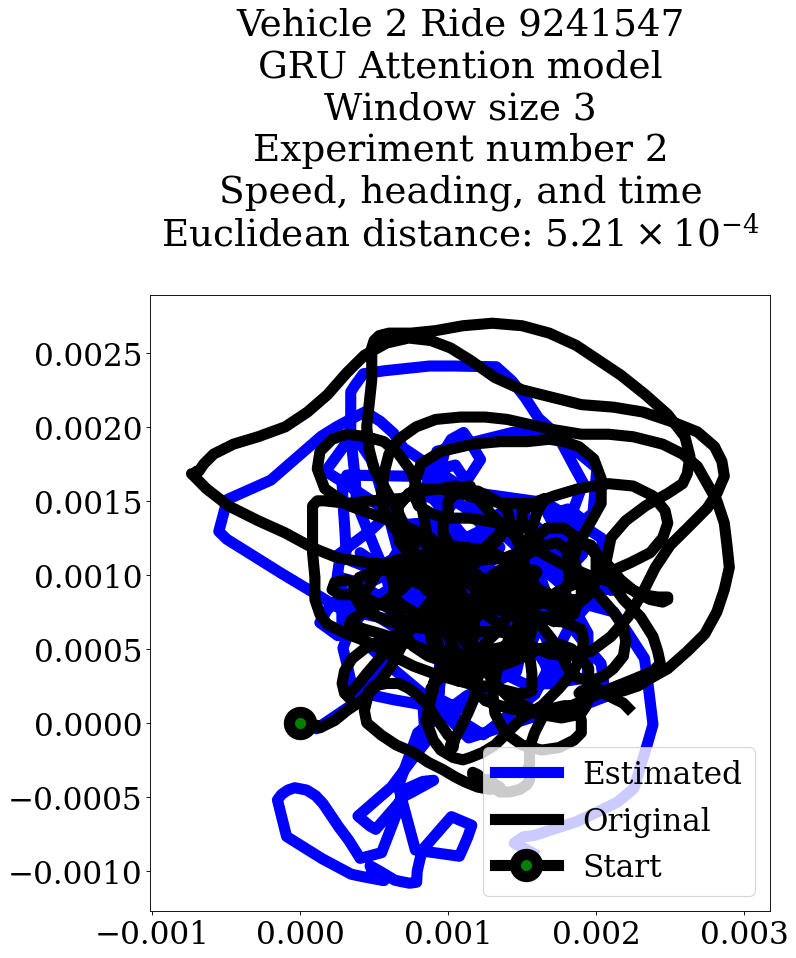 Vehicle 2 Ride 9241547
GRU Attention model
Window size 3
Experiment number 2
Speed, heading, and time
Euclidean distance: 5.21 × 10⁻⁴
0.0025
0.0020
0.0015
0.0010
0.0005
0.0000
−0.0005
−0.0010
Estimated
Original
Start
−0.001 0.000 0.001 0.002 0.003